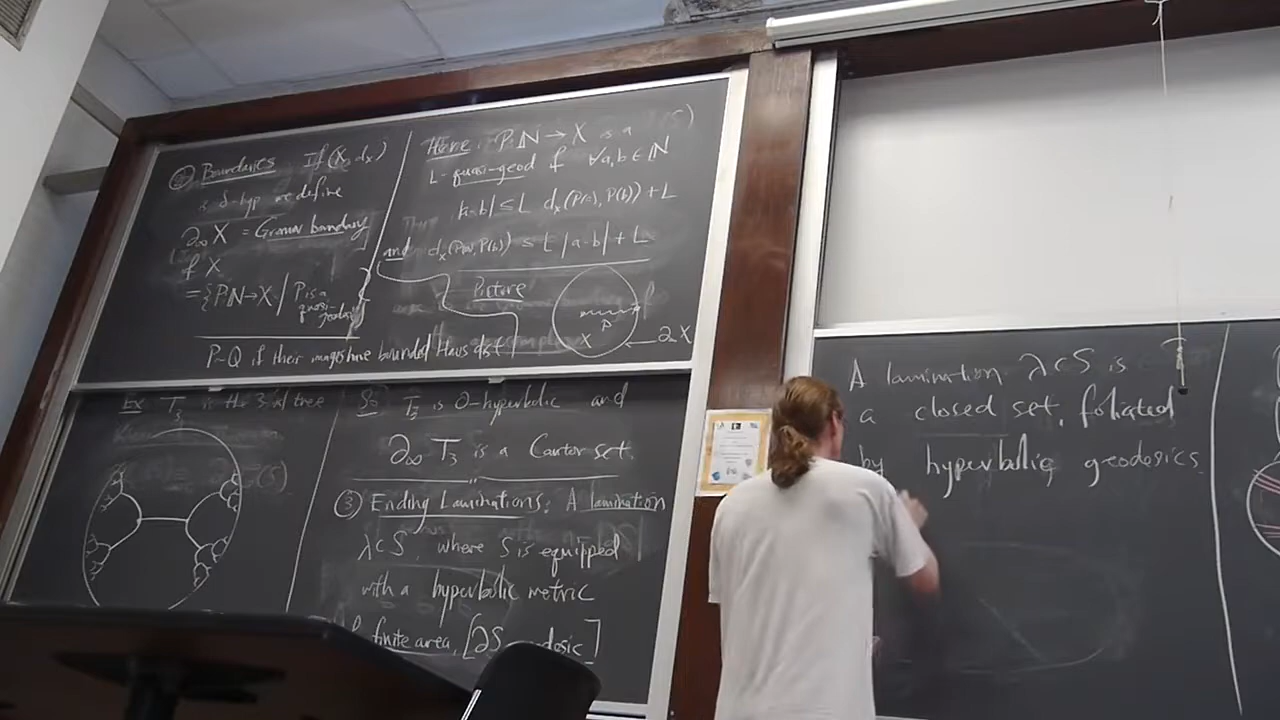 ② Boundaries If (X, dx)
is δ-hyp we define
∂∞ X = Gromov boundary
of X
= {P:ℕ→X | P is a
quasi-
geodesic
P~Q if their images have bounded Haus dist
Here: P:ℕ → X is a
L-quasi-geod if ∀a,b ∈ ℕ
|a-b| ≤ L dx(P(a), P(b)) + L
and dx(P(a), P(b)) ≤ L |a-b| + L
Picture
P
X
∂∞X
Ex T₃ is the 3-val tree
So T₃ is 0-hyperbolic and
∂∞ T₃ is a Cantor set.
③ Ending Laminations: A lamination
λ⊂S, where S is equipped
with a hyperbolic metric
of finite area, [∂S geodesic]
A lamination λ⊂S is
a closed set, foliated
by hyperbolic geodesics